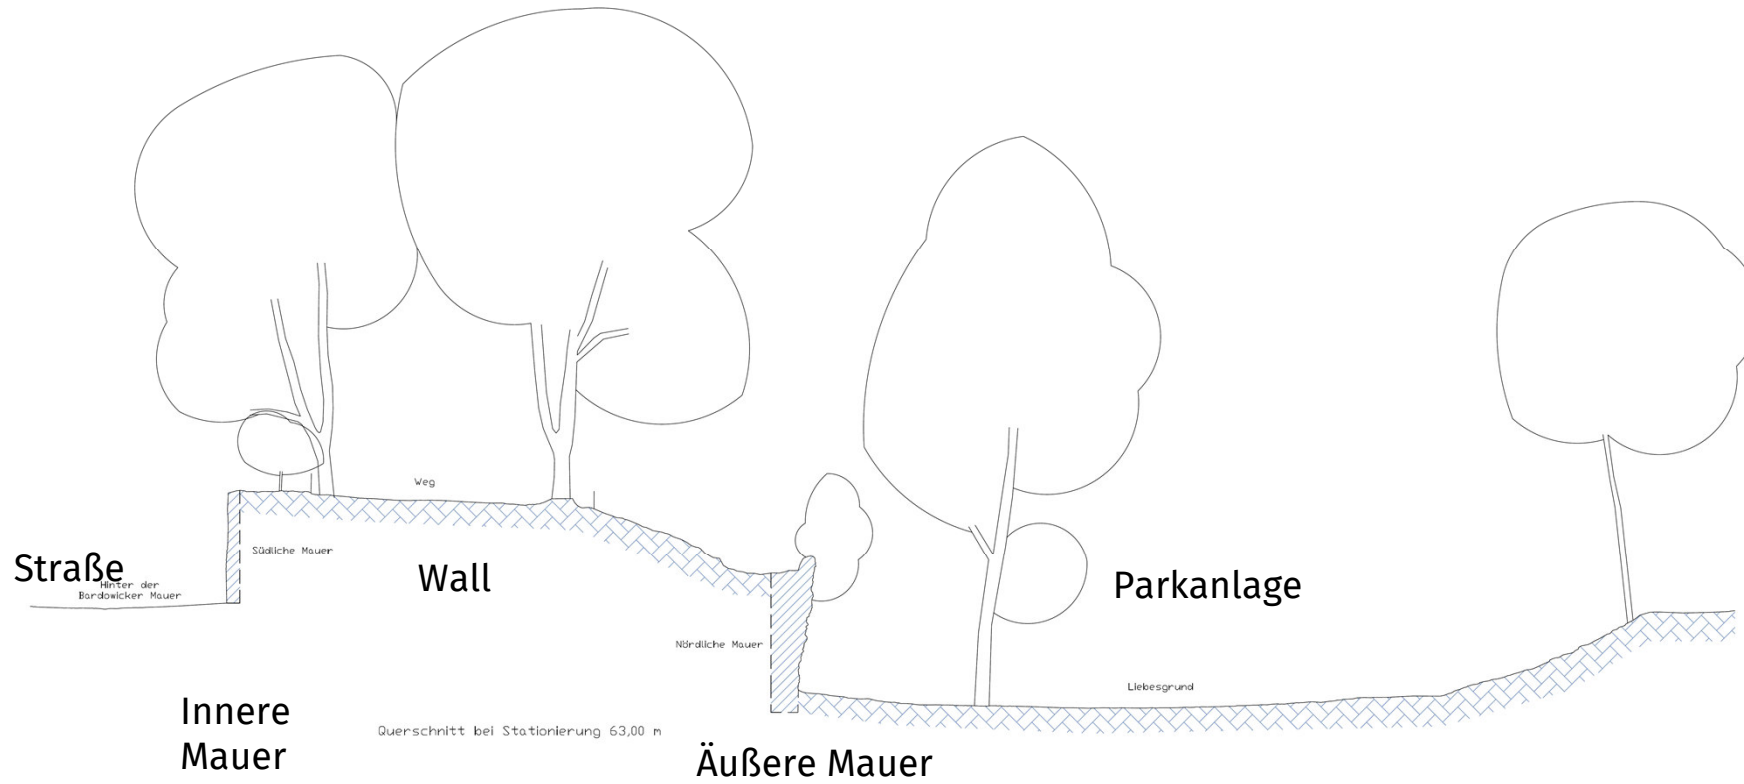 Weg
Südliche Mauer
Straße
Hinter der
Bardowicker Mauer
Wall
Parkanlage
Nördliche Mauer
Liebesgrund
Innere
Mauer
Querschnitt bei Stationierung 63,00 m
Äußere Mauer